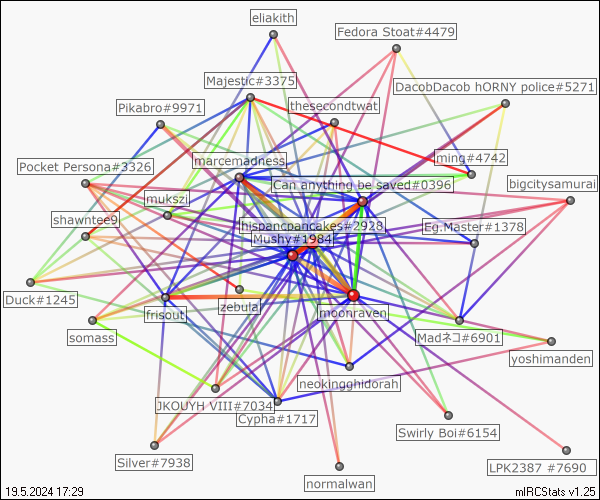 eliakith
Fedora Stoat#4479
Majestic#3375
DacobDacob hORNY police#5271
Pikabro#9971
thesecondtwat
marcemadness
ming#4742
Pocket Persona#3326
Can anything be saved#0396
bigcitysamurai
mukszi
shawntee9
hispancpancakes#2928
Eg.Master#1378
Mushy#1984
Duck#1245
frisout
zebula
moonraven
somass
Madネコ#6901
yoshimanden
neokingghidorah
JKOUYH VIII#7034
Cypha#1717
Swirly Boi#6154
Silver#7938
LPK2387 #7690
normalwan
19.5.2024 17:29
mIRCStats v1.25